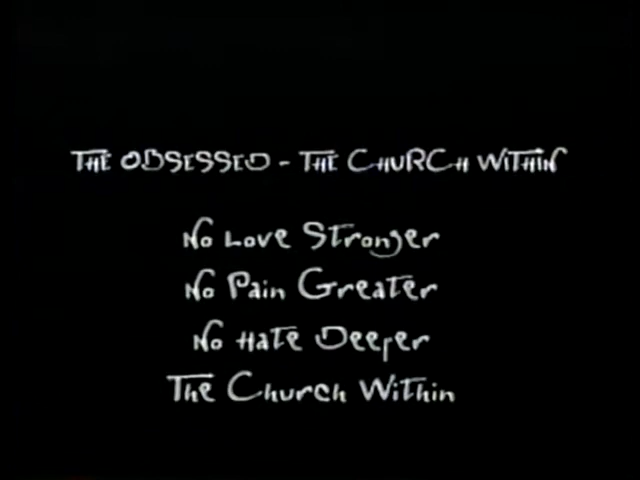 THE OBSESSED - THE CHURCH WITHIN
No Love Stronger
No Pain Greater
No Hate Deeper
The Church Within